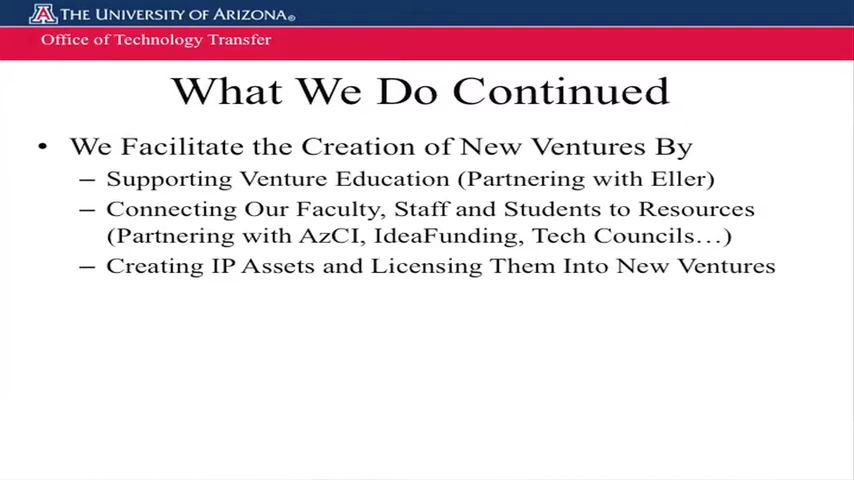 A THE UNIVERSITY OF ARIZONA®
Office of Technology Transfer
What We Do Continued
• We Facilitate the Creation of New Ventures By
– Supporting Venture Education (Partnering with Eller)
– Connecting Our Faculty, Staff and Students to Resources
(Partnering with AzCI, IdeaFunding, Tech Councils…)
– Creating IP Assets and Licensing Them Into New Ventures